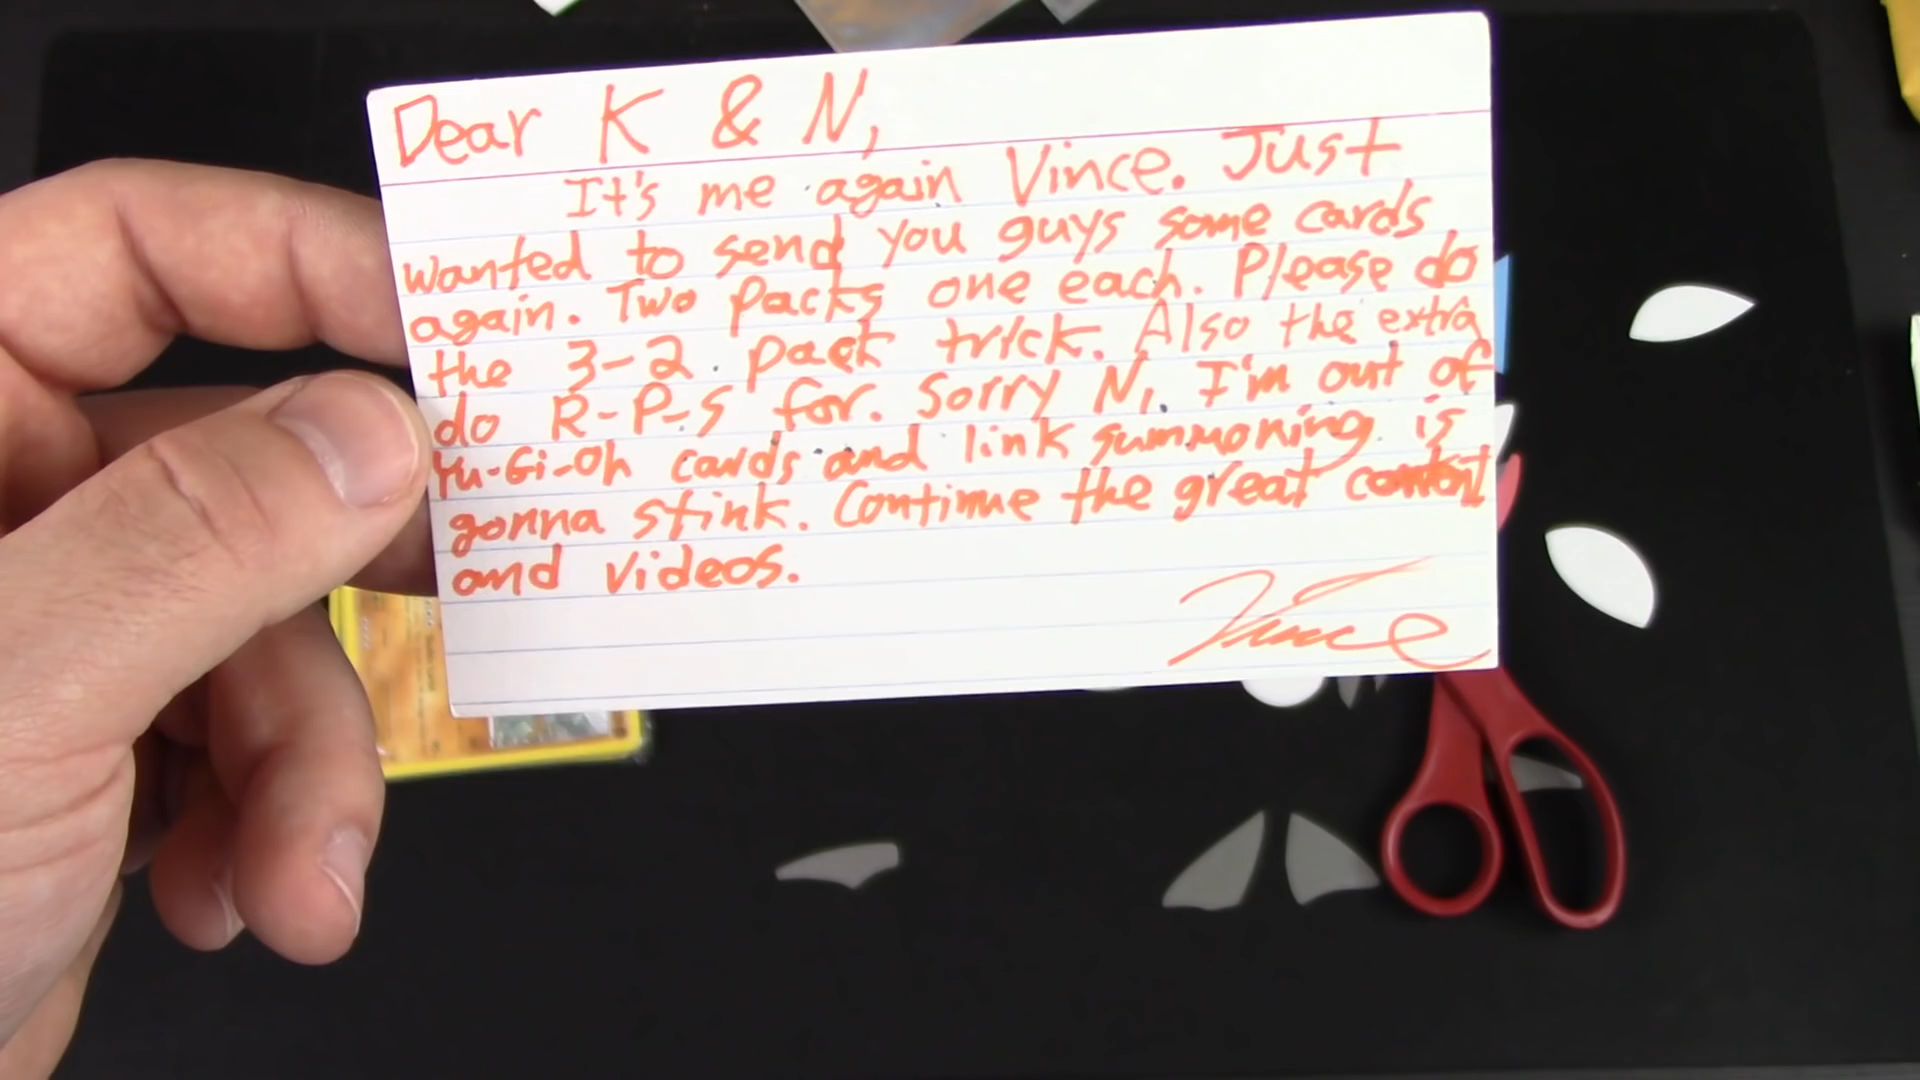 Dear K & N,
It's me again Vince. Just
wanted to send you guys some cards
again. Two packs one each. Please do
the 3-2 pack trick. Also the extra
do R-P-S for. Sorry N, I'm out of
Yu-Gi-Oh cards and link summoning is
gonna stink. Continue the great content
and videos.
Vince